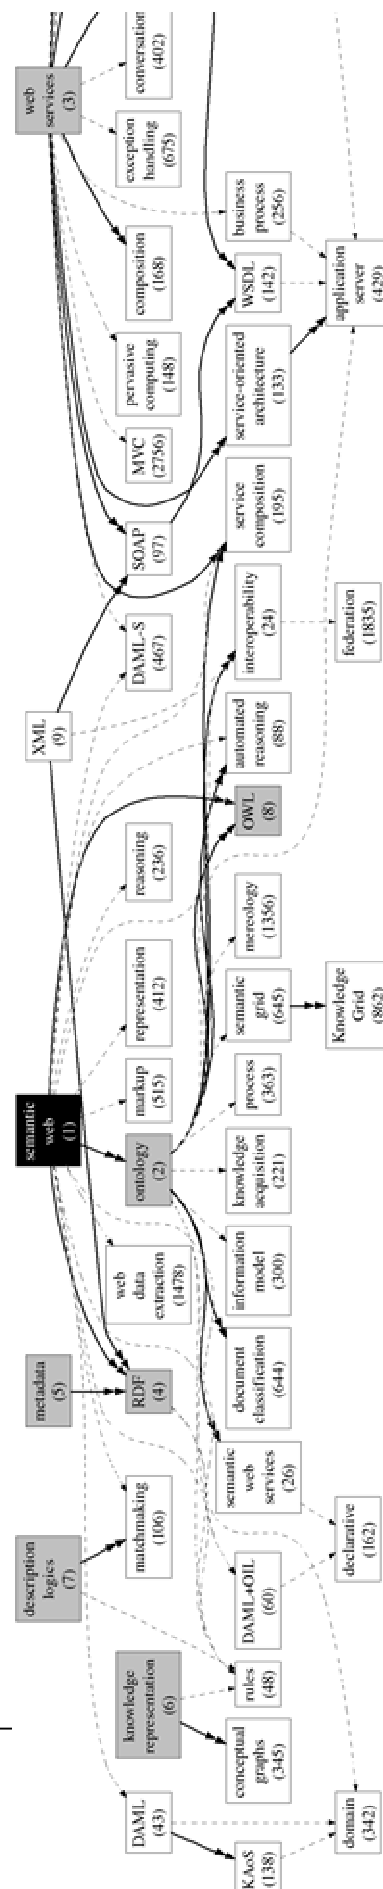 description
logics
(7)
metadata
(5)
semantic
web
(1)
XML
(9)
web
services
(3)
DAML
(43)
knowledge
representation
(6)
matchmaking
(106)
RDF
(4)
web
data
extraction
(1478)
ontology
(2)
markup
(515)
representation
(412)
reasoning
(236)
DAML-S
(467)
SOAP
(97)
MVC
(2756)
pervasive
computing
(148)
composition
(168)
exception
handling
(675)
conversation
(402)
KAoS
(138)
conceptual
graphs
(345)
rules
(48)
DAML+OIL
(60)
semantic
web
services
(26)
document
classification
(644)
information
model
(300)
knowledge
acquisition
(221)
process
(363)
semantic
grid
(645)
mereology
(1356)
OWL
(8)
automated
reasoning
(88)
interoperability
(24)
service
composition
(195)
service-oriented
architecture
(133)
WSDL
(142)
business
process
(256)
domain
(342)
declarative
(162)
Knowledge
Grid
(862)
federation
(1835)
application
server
(429)